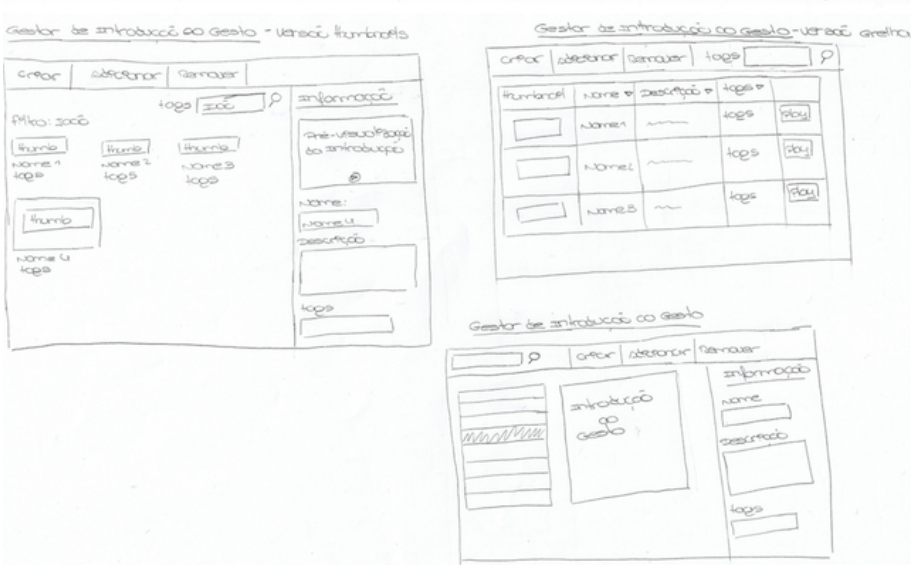 Gestor de Introdução ao Gesto - versão thumbnails
Criar Adicionar Remover
tags João
filtro: João
thumb thumb thumb
Nome 1 Nome 2 Nome 3
tags tags tags
thumb
Nome 4
tags
Informação
Pré-visualização
da introdução
Nome:
Nome 4
Descrição
tags
Gestor de Introdução ao Gesto - versão grelha
Criar Adicionar Remover tags
thumbnail Nome Descrição tags
Nome1 tags Play
Nome2 tags Play
Nome3 tags Play
Gestor de Introdução ao Gesto
Criar Adicionar Remover
Introdução
ao
Gesto
Informação
Nome
Descrição
tags